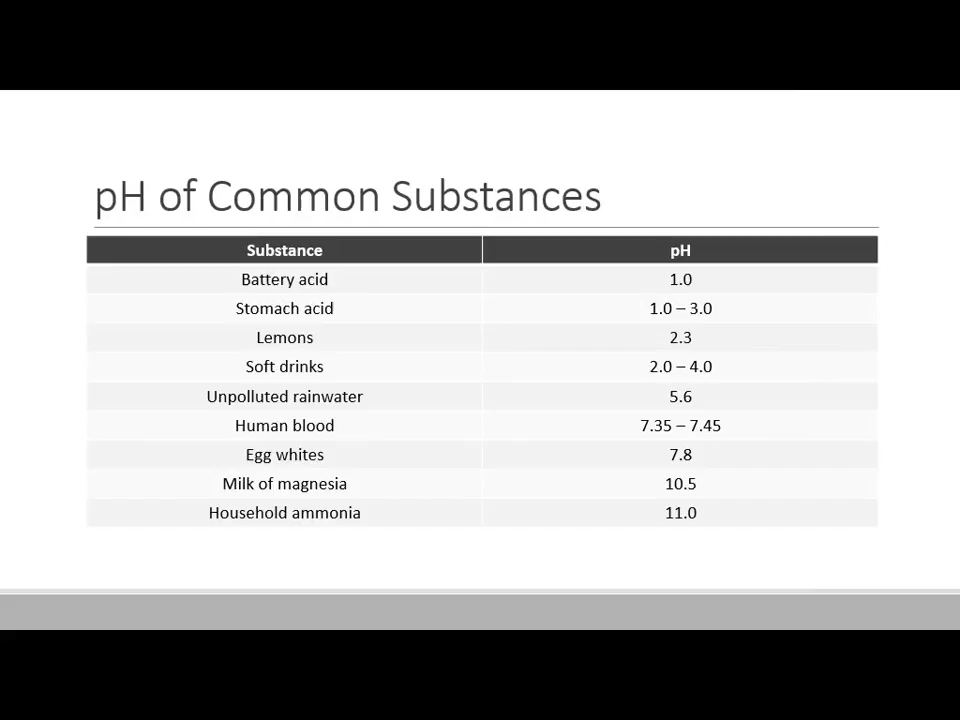 pH of Common Substances
Substance pH
Battery acid 1.0
Stomach acid 1.0 – 3.0
Lemons 2.3
Soft drinks 2.0 – 4.0
Unpolluted rainwater 5.6
Human blood 7.35 – 7.45
Egg whites 7.8
Milk of magnesia 10.5
Household ammonia 11.0